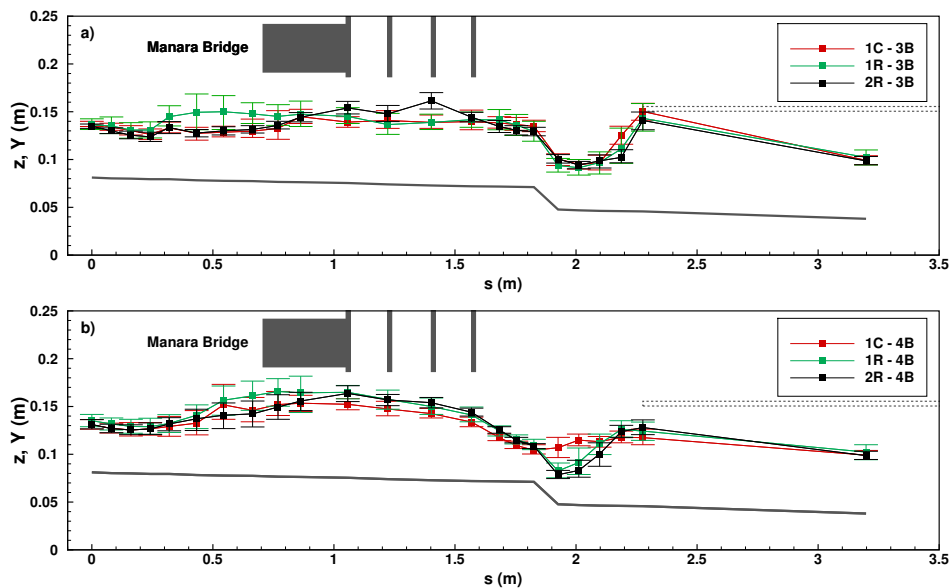 0.25
a)
Manara Bridge
1C - 3B
1R - 3B
2R - 3B
0.2
0.15
z, Y (m)
0.1
0.05
0
0 0.5 1 1.5 2 2.5 3 3.5
s (m)
0.25
b)
Manara Bridge
1C - 4B
1R - 4B
2R - 4B
0.2
0.15
z, Y (m)
0.1
0.05
0
0 0.5 1 1.5 2 2.5 3 3.5
s (m)